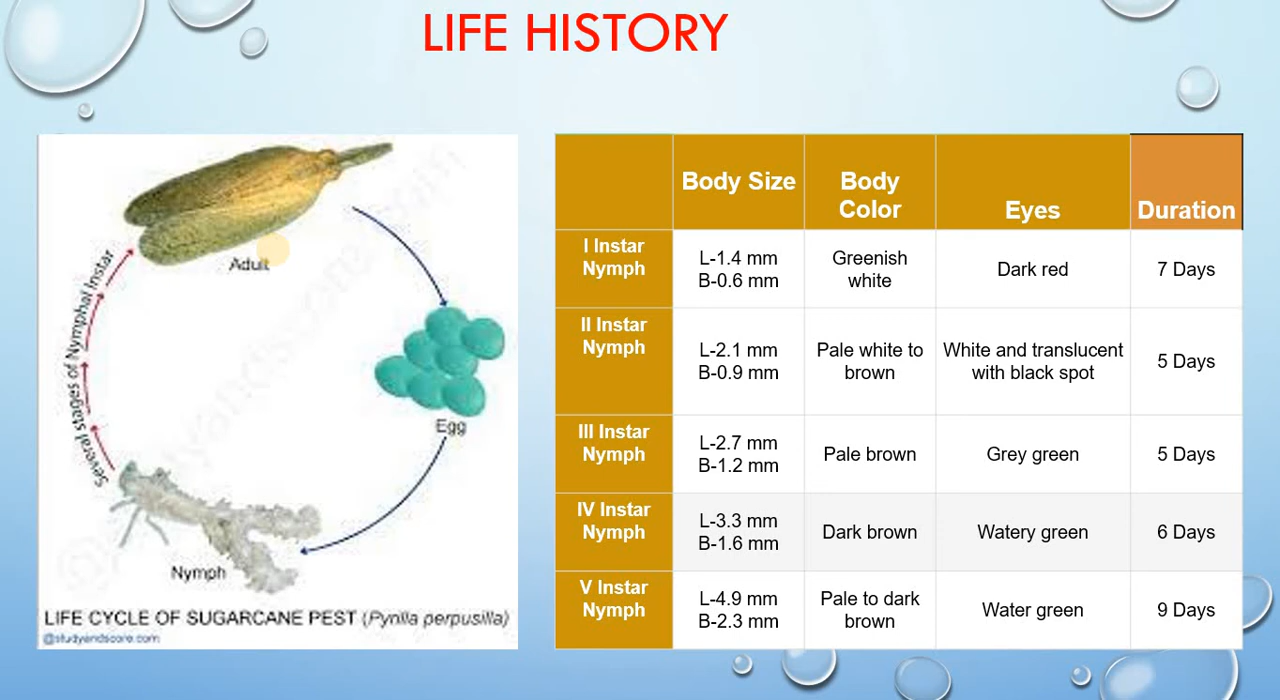 LIFE HISTORY
Adult
Several stages of Nymphal Instar
Egg
Nymph
LIFE CYCLE OF SUGARCANE PEST (Pyrilla perpusilla)
@studyandscore.com
Body Size
Body
Color
Eyes
Duration
I Instar
Nymph
L-1.4 mm
B-0.6 mm
Greenish
white
Dark red
7 Days
II Instar
Nymph
L-2.1 mm
B-0.9 mm
Pale white to
brown
White and translucent
with black spot
5 Days
III Instar
Nymph
L-2.7 mm
B-1.2 mm
Pale brown
Grey green
5 Days
IV Instar
Nymph
L-3.3 mm
B-1.6 mm
Dark brown
Watery green
6 Days
V Instar
Nymph
L-4.9 mm
B-2.3 mm
Pale to dark
brown
Water green
9 Days